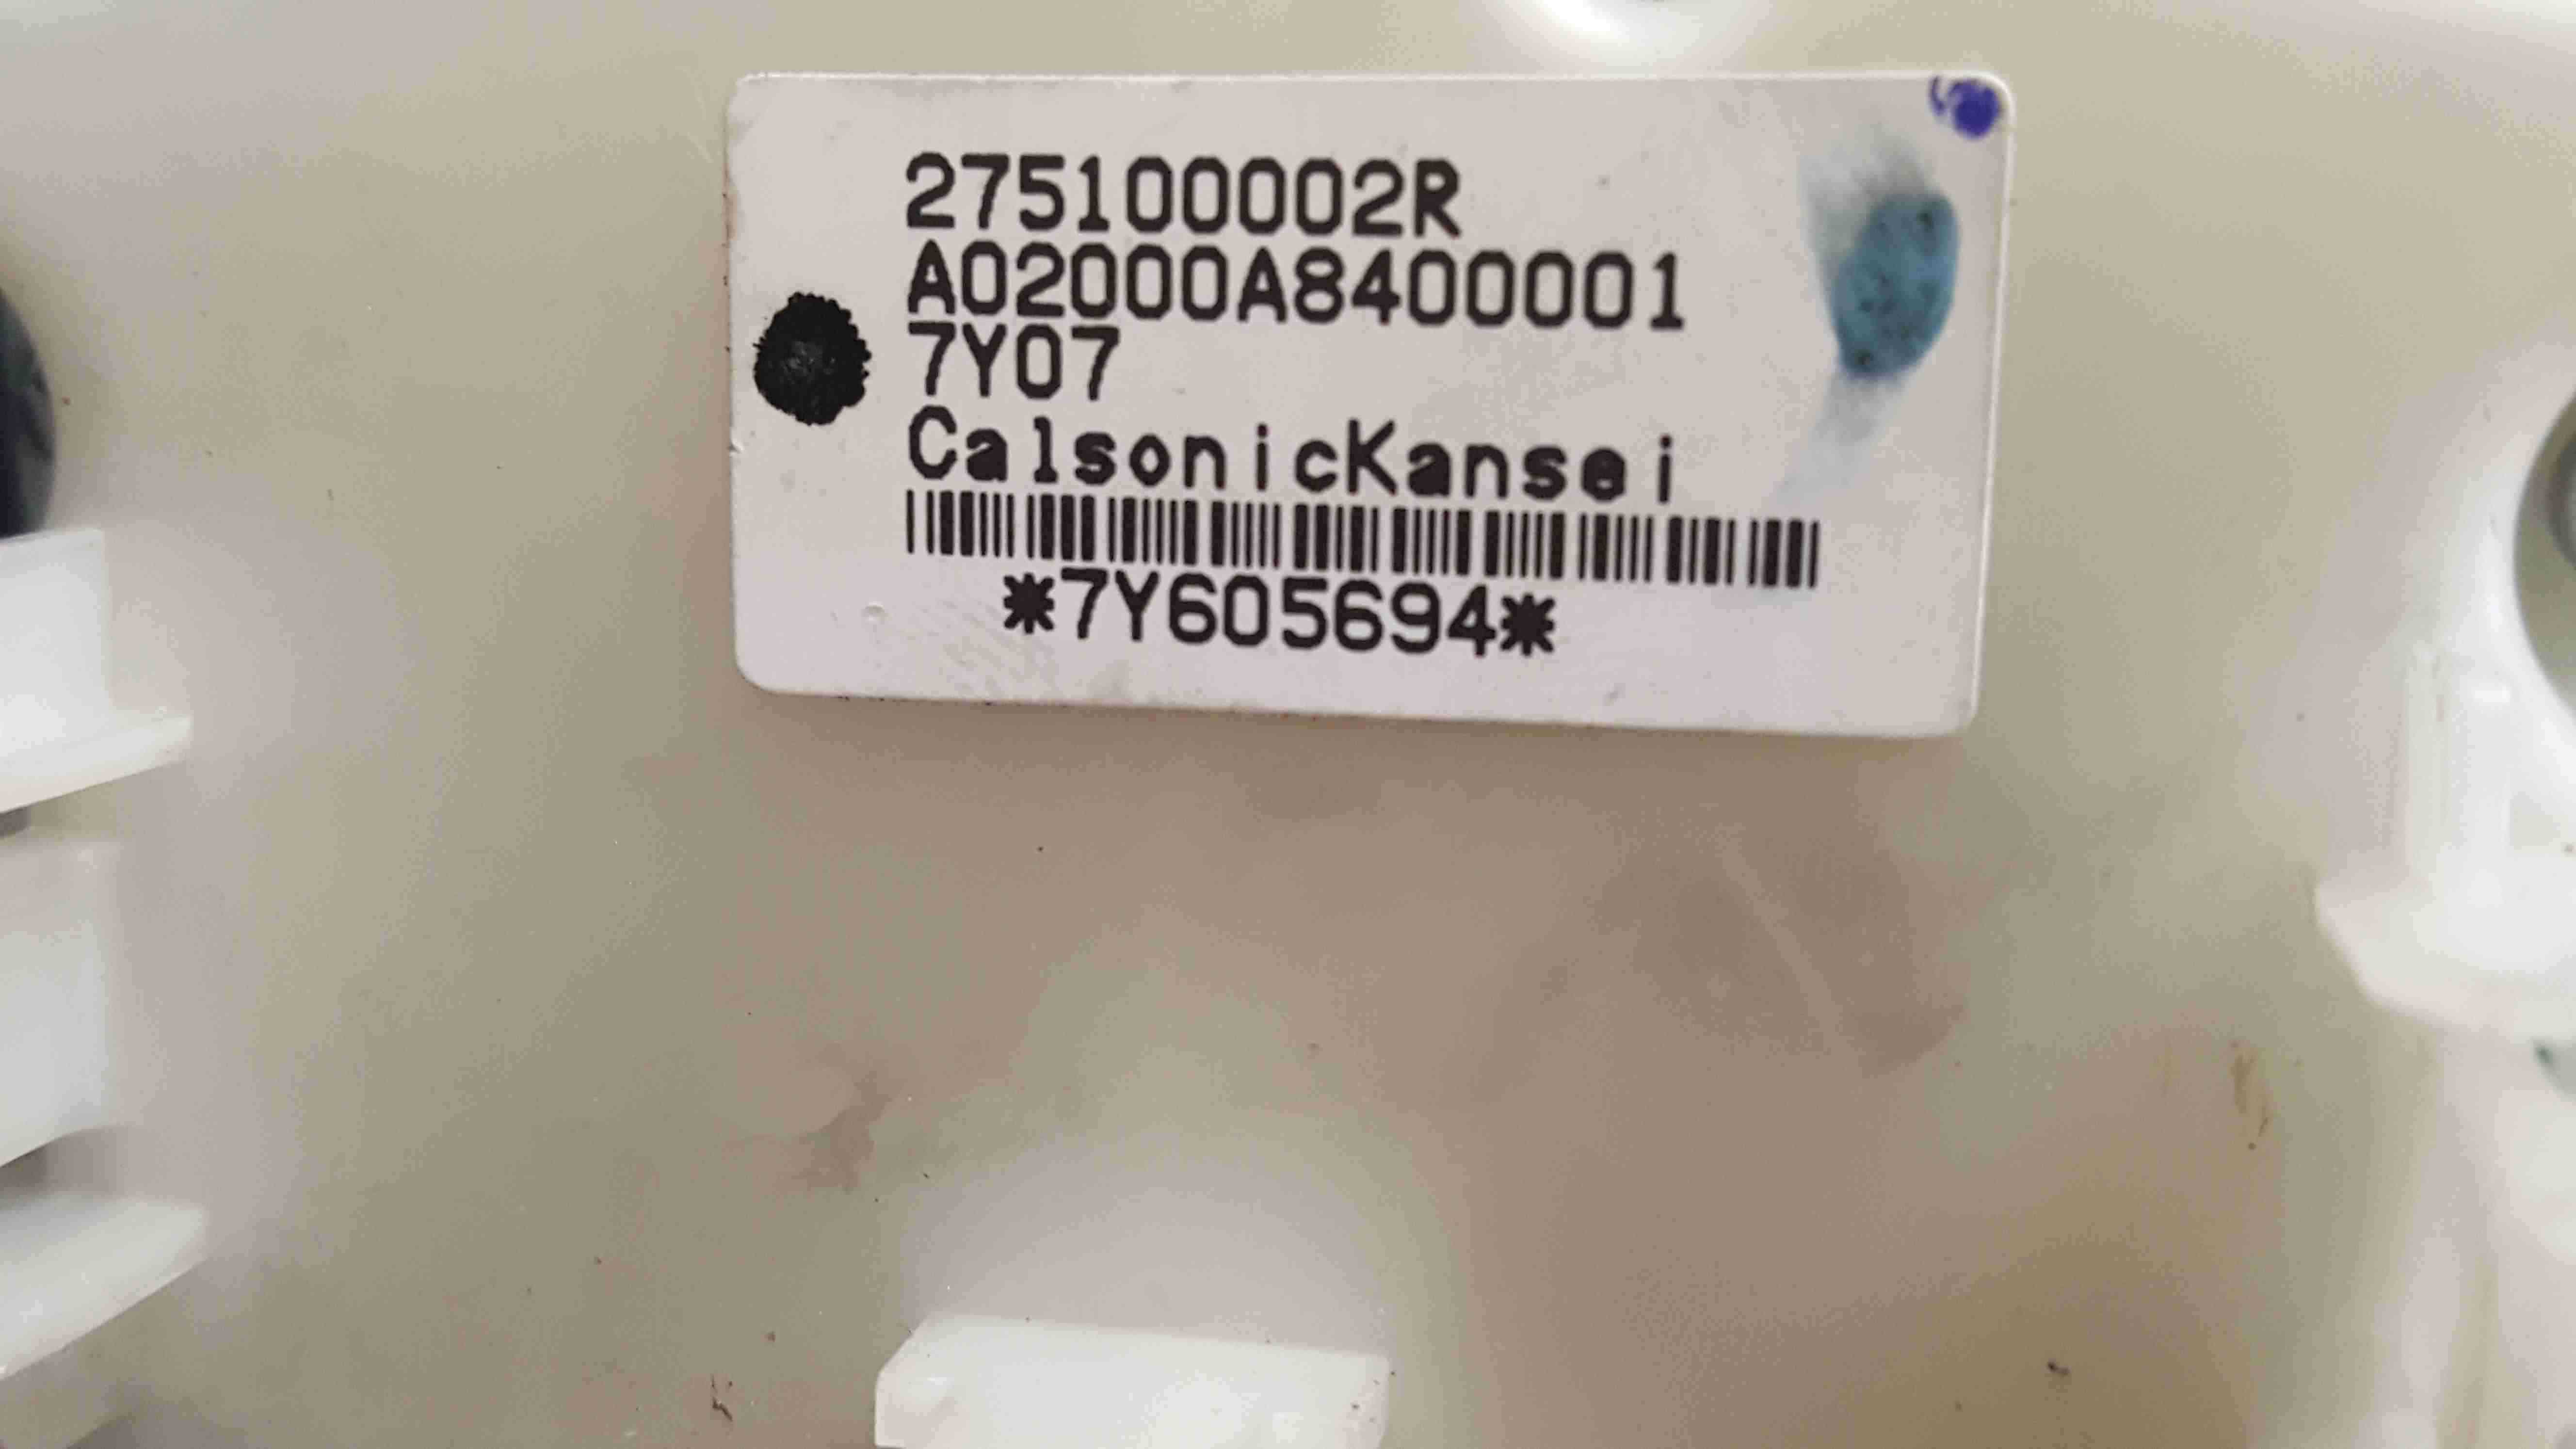 275100002R
A02000A8400001
7Y07
CalsonicKansei
*7Y605694*